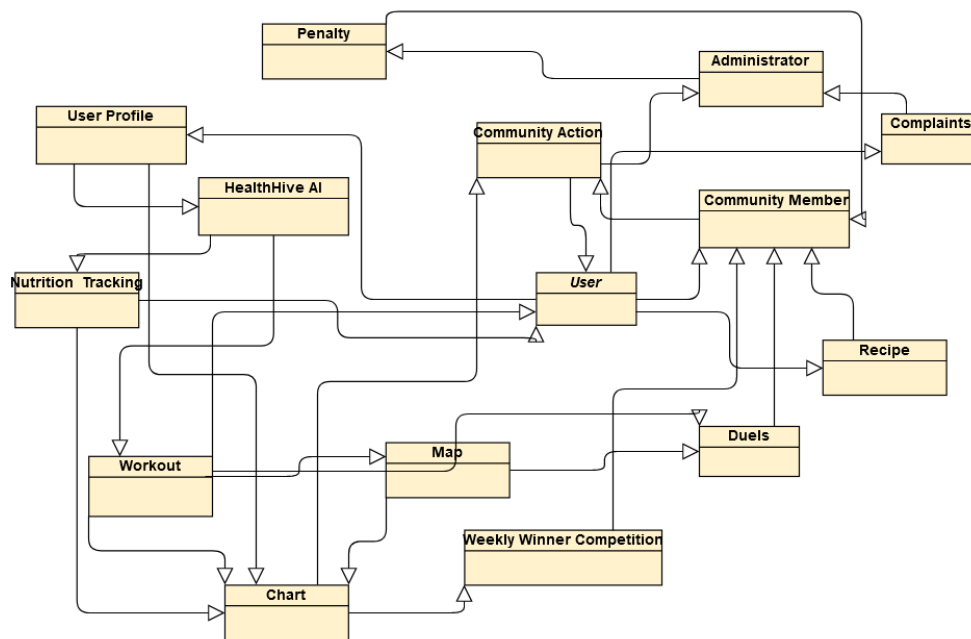 Penalty
Administrator
User Profile
Community Action
Complaints
HealthHive AI
Community Member
Nutrition  Tracking
User
Recipe
Duels
Workout
Map
Weekly Winner Competition
Chart